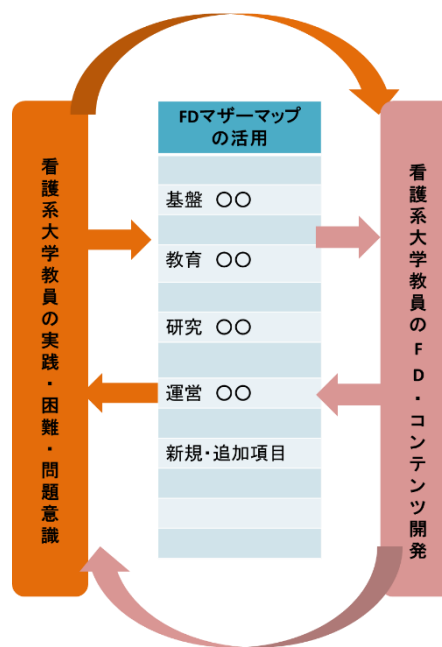 FDマザーマップ
の活用
看護系大学教員の実践・困難・問題意識
基盤 〇〇
教育 〇〇
研究 〇〇
運営 〇〇
新規・追加項目
看護系大学教員のFD・コンテンツ開発